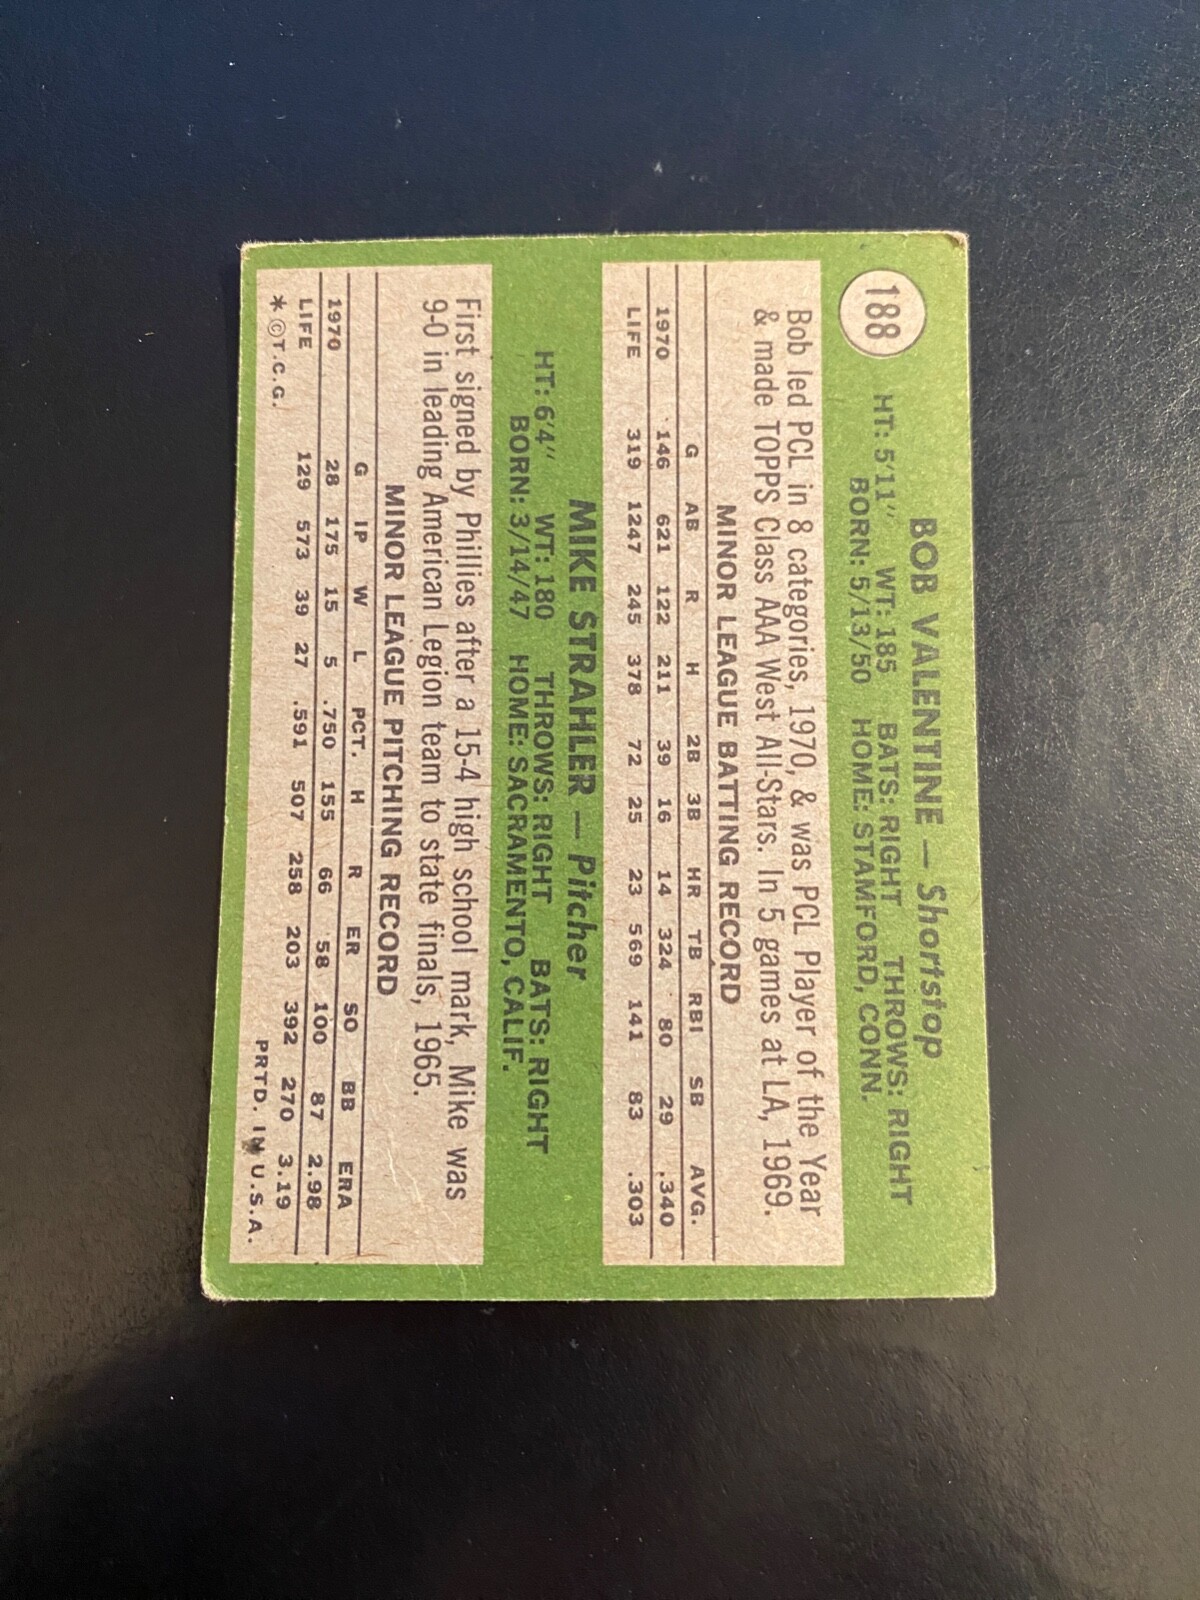 188
BOB VALENTINE — Shortstop
HT: 5'11" WT: 185 BATS: RIGHT THROWS: RIGHT
BORN: 5/13/50 HOME: STAMFORD, CONN.
Bob led PCL in 8 categories, 1970, & was PCL Player of the Year
& made TOPPS Class AAA West All-Stars. In 5 games at LA, 1969.
MINOR LEAGUE BATTING RECORD
G AB R H 2B 3B HR TB RBI SB AVG.
1970 146 621 122 211 39 16 14 324 80 29 .340
LIFE 319 1247 245 378 72 25 23 569 141 83 .303
MIKE STRAHLER — Pitcher
HT: 6'4" WT: 180 THROWS: RIGHT BATS: RIGHT
BORN: 3/14/47 HOME: SACRAMENTO, CALIF.
First signed by Phillies after a 15-4 high school mark, Mike was
9-0 in leading American Legion team to state finals, 1965.
MINOR LEAGUE PITCHING RECORD
G IP W L PCT. H R ER SO BB ERA
1970 28 175 15 5 .750 155 66 58 100 87 2.98
LIFE 129 573 39 27 .591 507 258 203 392 270 3.19
* © T.C.G. PRTD. IN U.S.A.